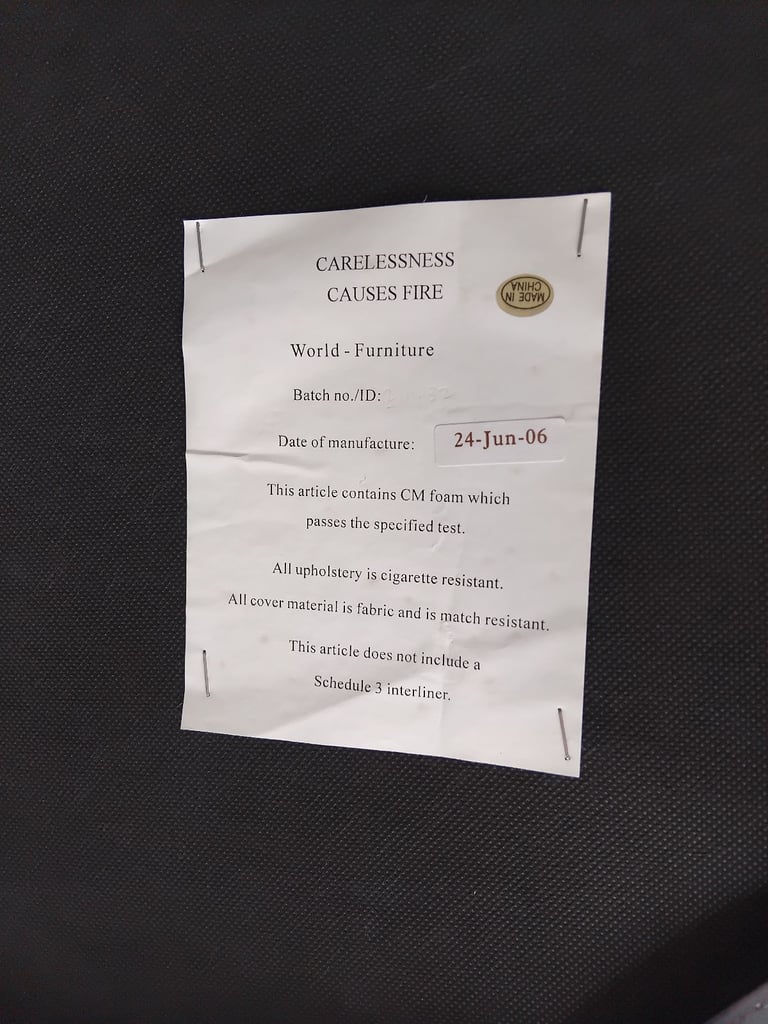 CARELESSNESS
CAUSES FIRE
MADE IN
CHINA
World - Furniture
Batch no./ID:
Date of manufacture: 24-Jun-06
This article contains CM foam which
passes the specified test.
All upholstery is cigarette resistant.
All cover material is fabric and is match resistant.
This article does not include a
Schedule 3 interliner.